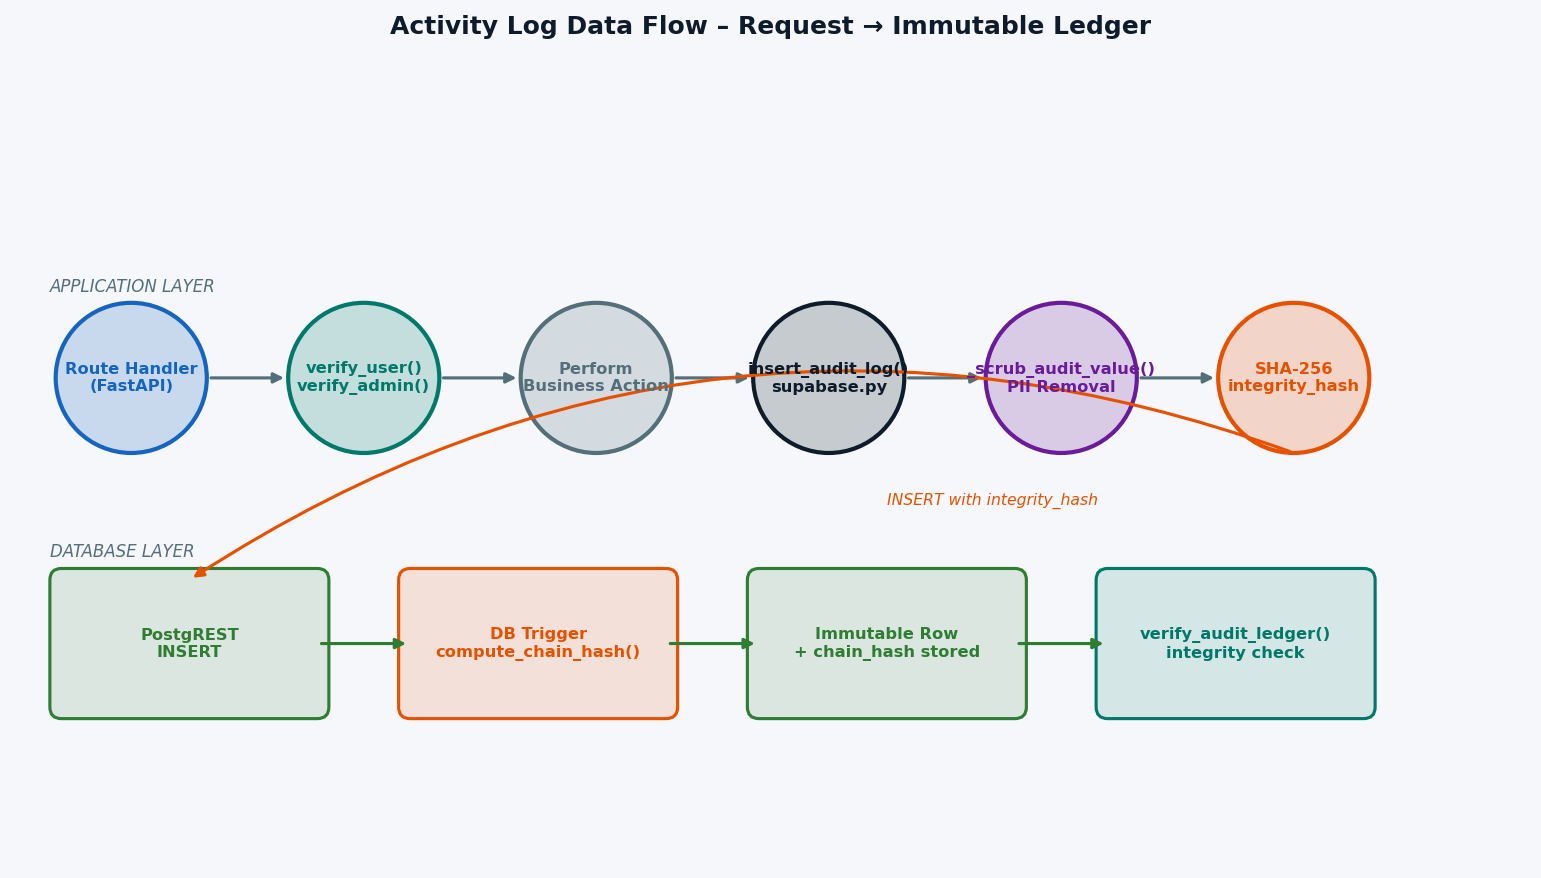 Activity Log Data Flow – Request → Immutable Ledger
APPLICATION LAYER
Route Handler
(FastAPI)
verify_user()
verify_admin()
Perform
Business Action
insert_audit_log()
supabase.py
scrub_audit_value()
PII Removal
SHA-256
integrity_hash
INSERT with integrity_hash
DATABASE LAYER
PostgREST
INSERT
DB Trigger
compute_chain_hash()
Immutable Row
+ chain_hash stored
verify_audit_ledger()
integrity check